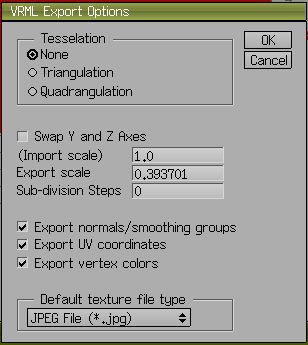 VRML Export Options
Tesselation
None
Triangulation
Quadrangulation
OK
Cancel
Swap Y and Z Axes
(Import scale) 1.0
Export scale 0.393701
Sub-division Steps 0
Export normals/smoothing groups
Export UV coordinates
Export vertex colors
Default texture file type
JPEG File (*.jpg)